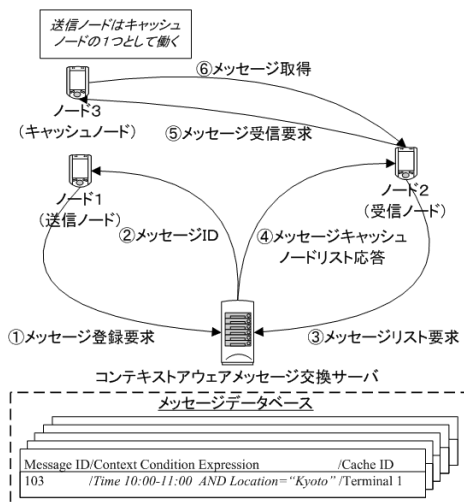 送信ノードはキャッシュ
ノードの1つとして働く
⑥メッセージ取得
ノード3
(キャッシュノード)
⑤メッセージ受信要求
ノード1
(送信ノード)
ノード2
(受信ノード)
②メッセージID
④メッセージキャッシュ
ノードリスト応答
①メッセージ登録要求
③メッセージリスト要求
コンテキストアウェアメッセージ交換サーバ
メッセージデータベース
Message ID/Context Condition Expression /Cache ID
103 /Time 10:00-11:00 AND Location="Kyoto" /Terminal 1